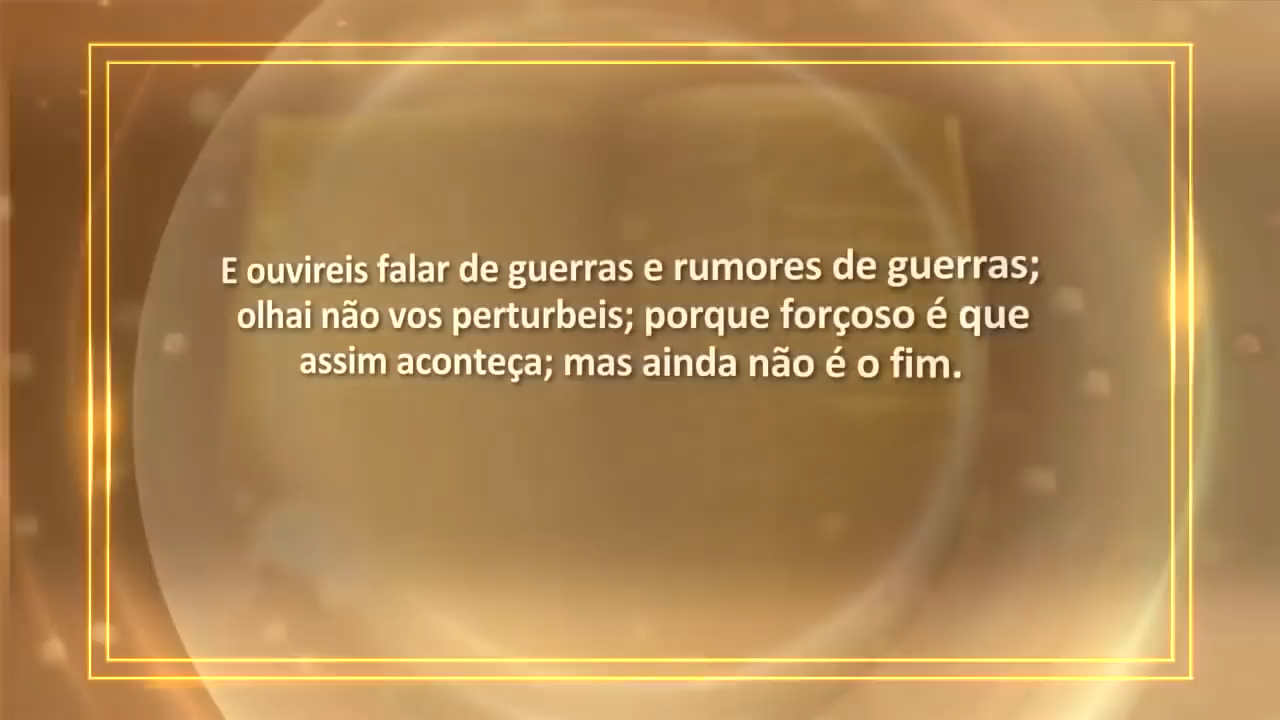 E ouvireis falar de guerras e rumores de guerras;
olhai não vos perturbeis; porque forçoso é que
assim aconteça; mas ainda não é o fim.